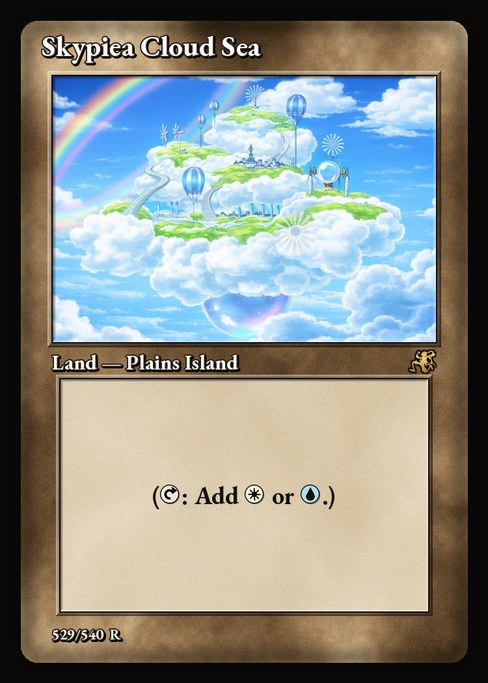 Skypiea Cloud Sea
Land — Plains Island
(: Add or .)
529/540 R